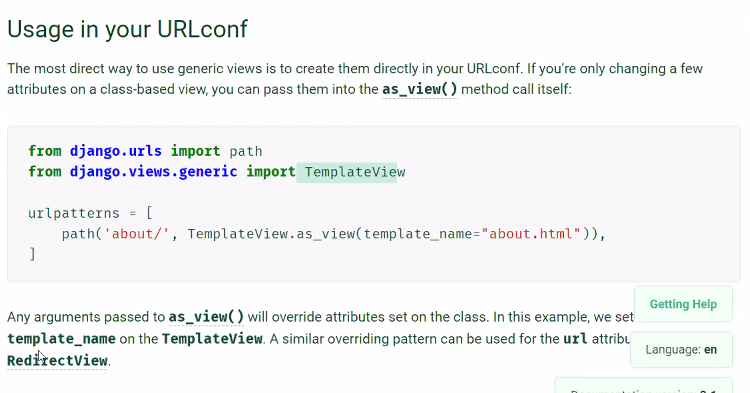 Usage in your URLconf
The most direct way to use generic views is to create them directly in your URLconf. If you're only changing a few
attributes on a class-based view, you can pass them into the as_view() method call itself:
from django.urls import path
from django.views.generic import TemplateView
urlpatterns = [
    path('about/', TemplateView.as_view(template_name="about.html")),
]
Any arguments passed to as_view() will override attributes set on the class. In this example, we set
template_name on the TemplateView. A similar overriding pattern can be used for the url
RedirectView.
Getting Help
Language: en